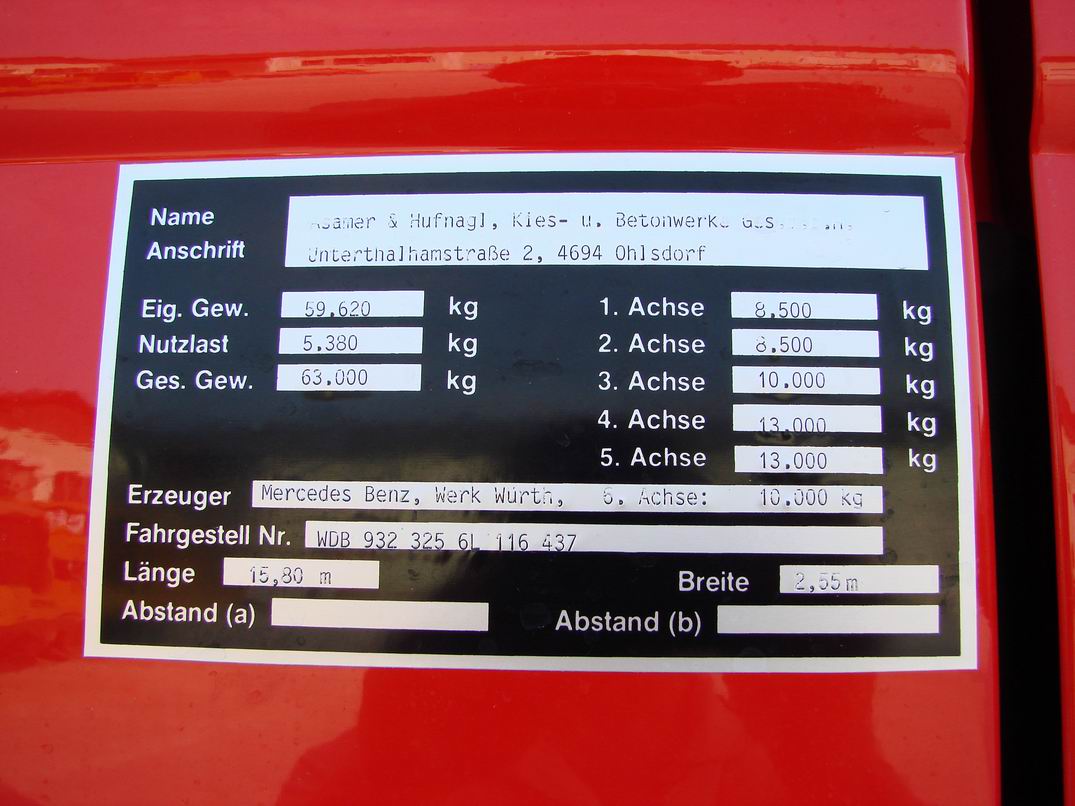 Name
Asamer & Hufnagl, Kies- u. Betonwerke
Anschrift Unterthalhamstraße 2, 4694 Ohlsdorf
Eig. Gew. 59.620 kg 1. Achse 8.500 kg
Nutzlast 5.380 kg 2. Achse 8.500 kg
Ges. Gew. 63.000 kg 3. Achse 10.000 kg
4. Achse 13.000 kg
5. Achse 13.000 kg
Erzeuger Mercedes Benz, Werk Würth, 6. Achse: 10.000 kg
Fahrgestell Nr. WDB 932 325 6L 116 437
Länge 15,80 m Breite 2,55m
Abstand (a) Abstand (b)